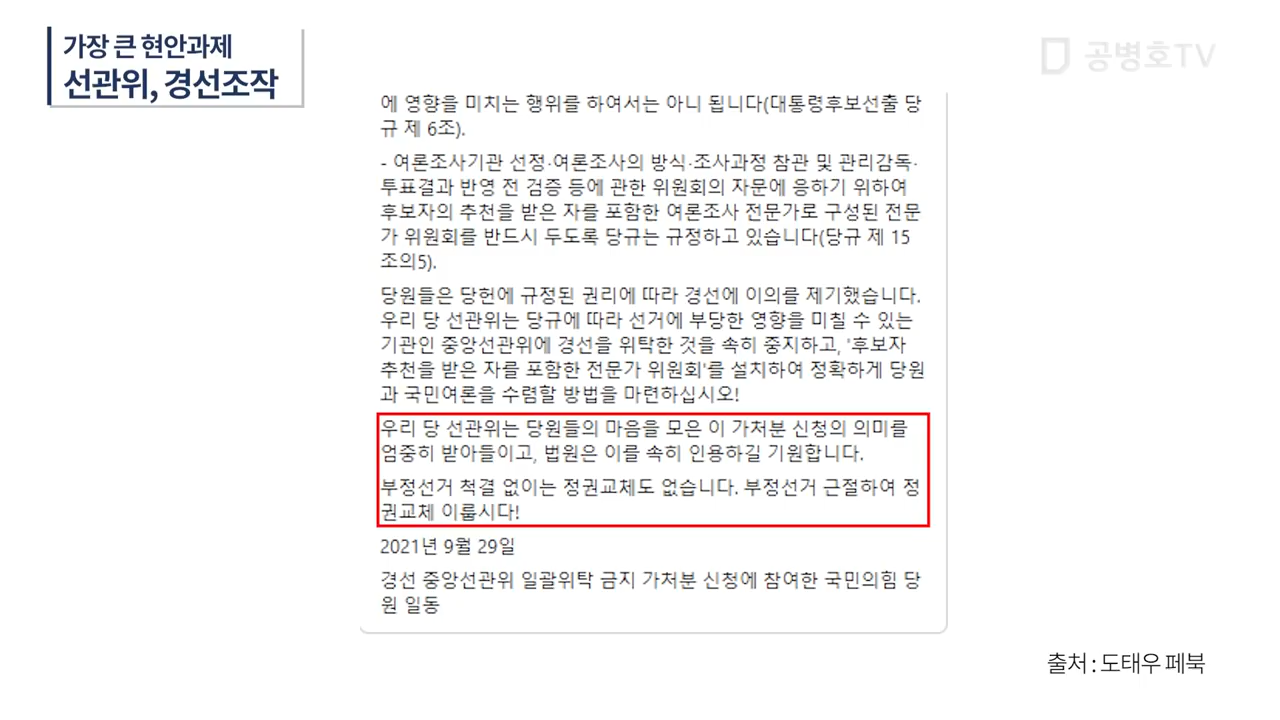 가장 큰 현안과제
선관위, 경선조작
공병호TV
에 영향을 미치는 행위를 하여서는 아니 됩니다(대통령후보선출 당
규 제 6조).
- 여론조사기관 선정·여론조사의 방식·조사과정 참관 및 관리감독·
투표결과 반영 전 검증 등에 관한 위원회의 자문에 응하기 위하여
후보자의 추천을 받은 자를 포함한 여론조사 전문가로 구성된 전문
가 위원회를 반드시 두도록 당규는 규정하고 있습니다(당규 제 15
조의5).
당원들은 당헌에 규정된 권리에 따라 경선에 이의를 제기했습니다.
우리 당 선관위는 당규에 따라 선거에 부당한 영향을 미칠 수 있는
기관인 중앙선관위에 경선을 위탁한 것을 속히 중지하고, '후보자
추천을 받은 자를 포함한 전문가 위원회'를 설치하여 정확하게 당원
과 국민여론을 수렴할 방법을 마련하십시오!
우리 당 선관위는 당원들의 마음을 모은 이 가처분 신청의 의미를
엄중히 받아들이고, 법원은 이를 속히 인용하길 기원합니다.
부정선거 척결 없이는 정권교체도 없습니다. 부정선거 근절하여 정
권교체 이룹시다!
2021년 9월 29일
경선 중앙선관위 일괄위탁 금지 가처분 신청에 참여한 국민의힘 당
원 일동
출처 : 도태우 페북